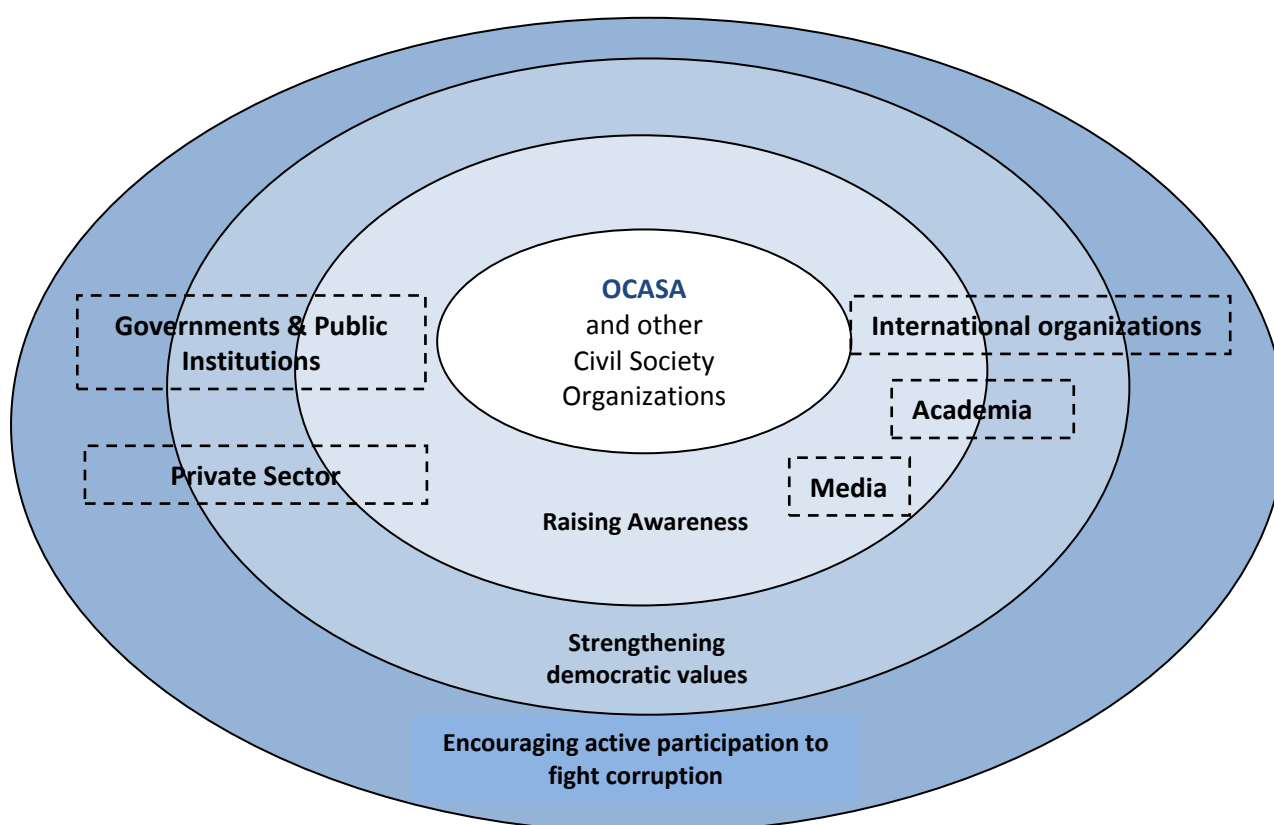 OCASA
and other
Civil Society
Organizations
Governments & Public
Institutions
International organizations
Academia
Private Sector
Media
Raising Awareness
Strengthening
democratic values
Encouraging active participation to
fight corruption